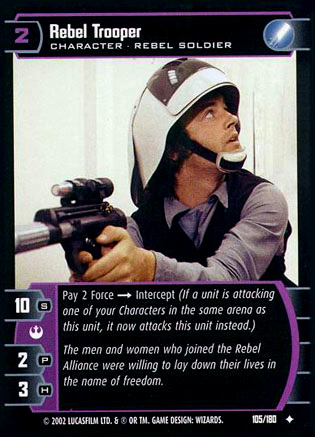 2
Rebel Trooper
CHARACTER · REBEL SOLDIER
10 S
Pay 2 Force → Intercept (If a unit is attacking
one of your Characters in the same arena as
this unit, it now attacks this unit instead.)
2 P
The men and women who joined the Rebel
Alliance were willing to lay down their lives in
3 H
the name of freedom.
© 2002 LUCASFILM LTD. & ® OR TM. GAME DESIGN: WIZARDS.
105/180